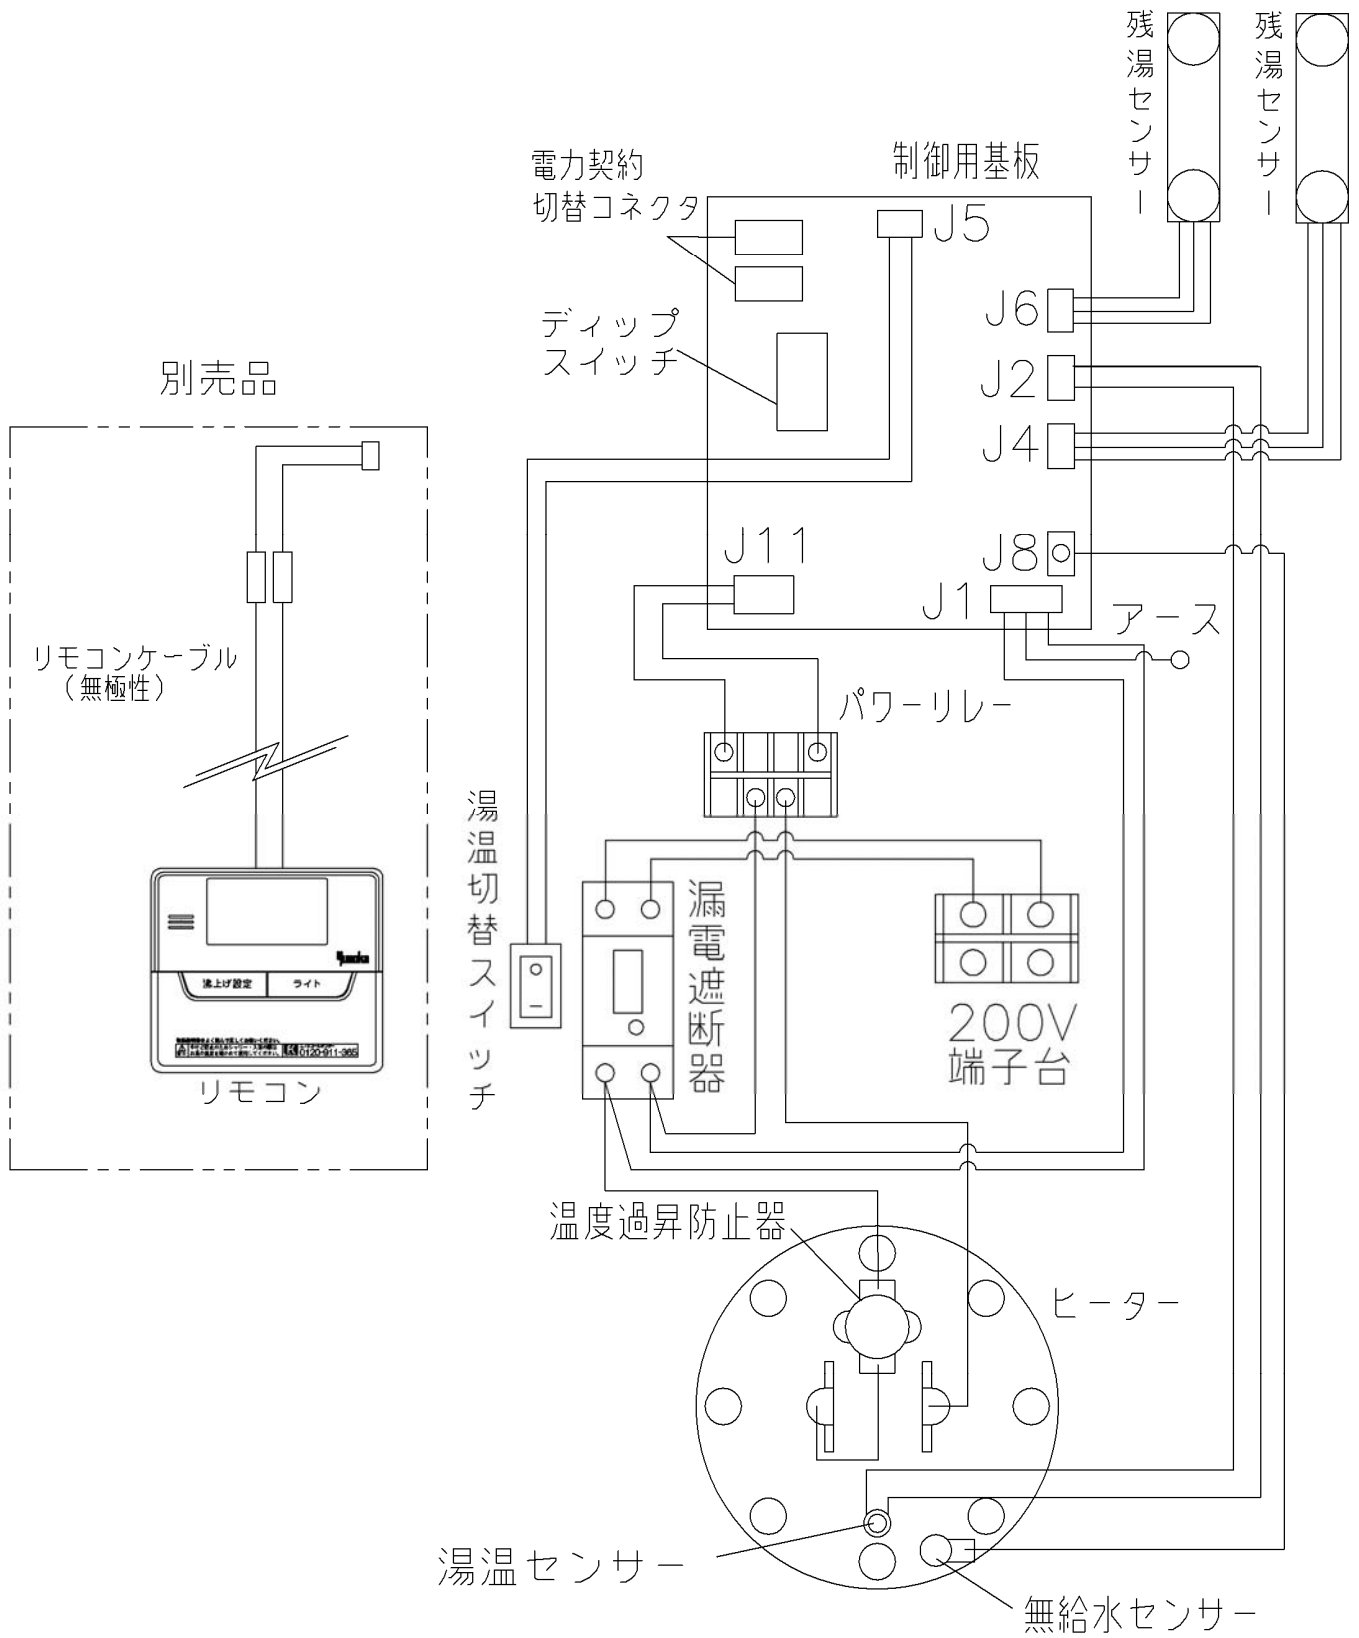 残湯センサー
残湯センサー
制御用基板
電力契約
切替コネクタ
J5
J6
ディップ
スイッチ
J2
別売品
J4
J11
J8
J1
アース
リモコンケーブル
(無極性)
パワーリレー
湯温切替スイッチ
漏電遮断器
Yumoka
沸上げ設定
ライト
200V
端子台
0120-911-365
リモコン
温度過昇防止器
ヒーター
湯温センサー
無給水センサー